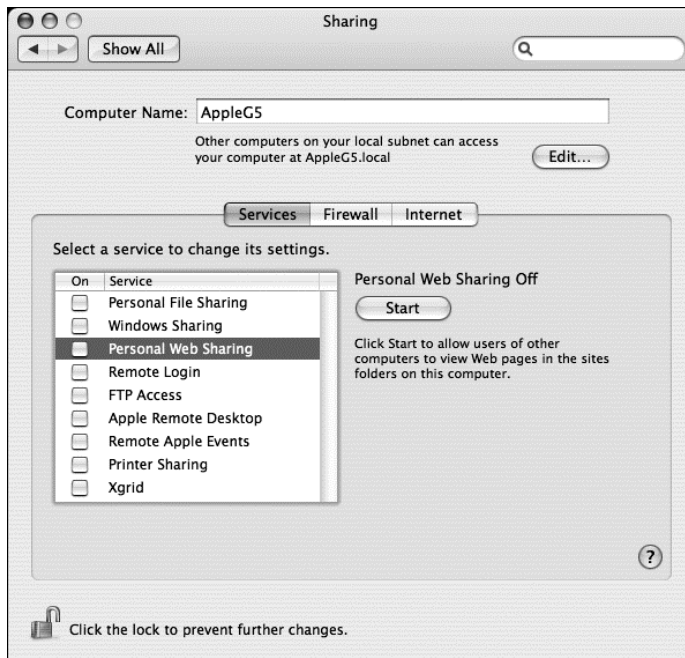 Sharing
Show All
Computer Name: AppleG5
Other computers on your local subnet can access
your computer at AppleG5.local
Edit...
Services Firewall Internet
Select a service to change its settings.
On Service
Personal File Sharing
Windows Sharing
Personal Web Sharing
Remote Login
FTP Access
Apple Remote Desktop
Remote Apple Events
Printer Sharing
Xgrid
Personal Web Sharing Off
Start
Click Start to allow users of other
computers to view Web pages in the sites
folders on this computer.
?
Click the lock to prevent further changes.